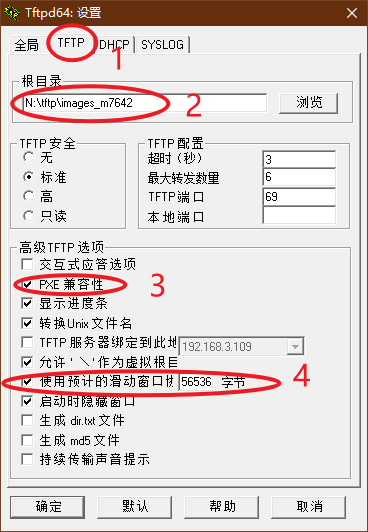 Tftpd64: 设置
全局 TFTP DHCP SYSLOG
1
根目录
N:\tftp\images_m7642 浏览
2
TFTP 安全
无
标准
高
只读
TFTP 配置
超时（秒） 3
最大转发数量 6
TFTP 端口 69
本地端口
高级TFTP 选项
交互式应答选项
PXE 兼容性
3
显示进度条
转换Unix 文件名
TFTP 服务器绑定到此地 192.168.3.109
允许 ' \ ' 作为虚拟根目
使用预计的滑动窗口协 56536 字节
4
启动时隐藏窗口
生成 dir.txt 文件
生成 md5 文件
持续传输声音提示
确定 默认 帮助 取消